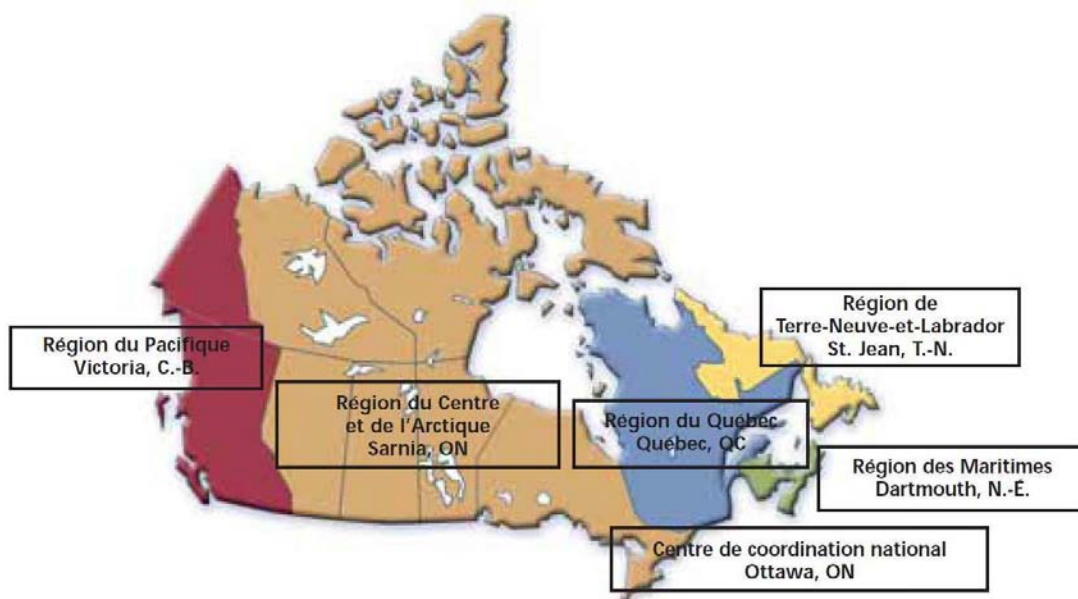 Région de
Terre-Neuve-et-Labrador
St. Jean, T.-N.
Région du Pacifique
Victoria, C.-B.
Région du Centre
et de l'Arctique
Sarnia, ON
Région du Québec
Québec, QC
Région des Maritimes
Dartmouth, N.-É.
Centre de coordination national
Ottawa, ON